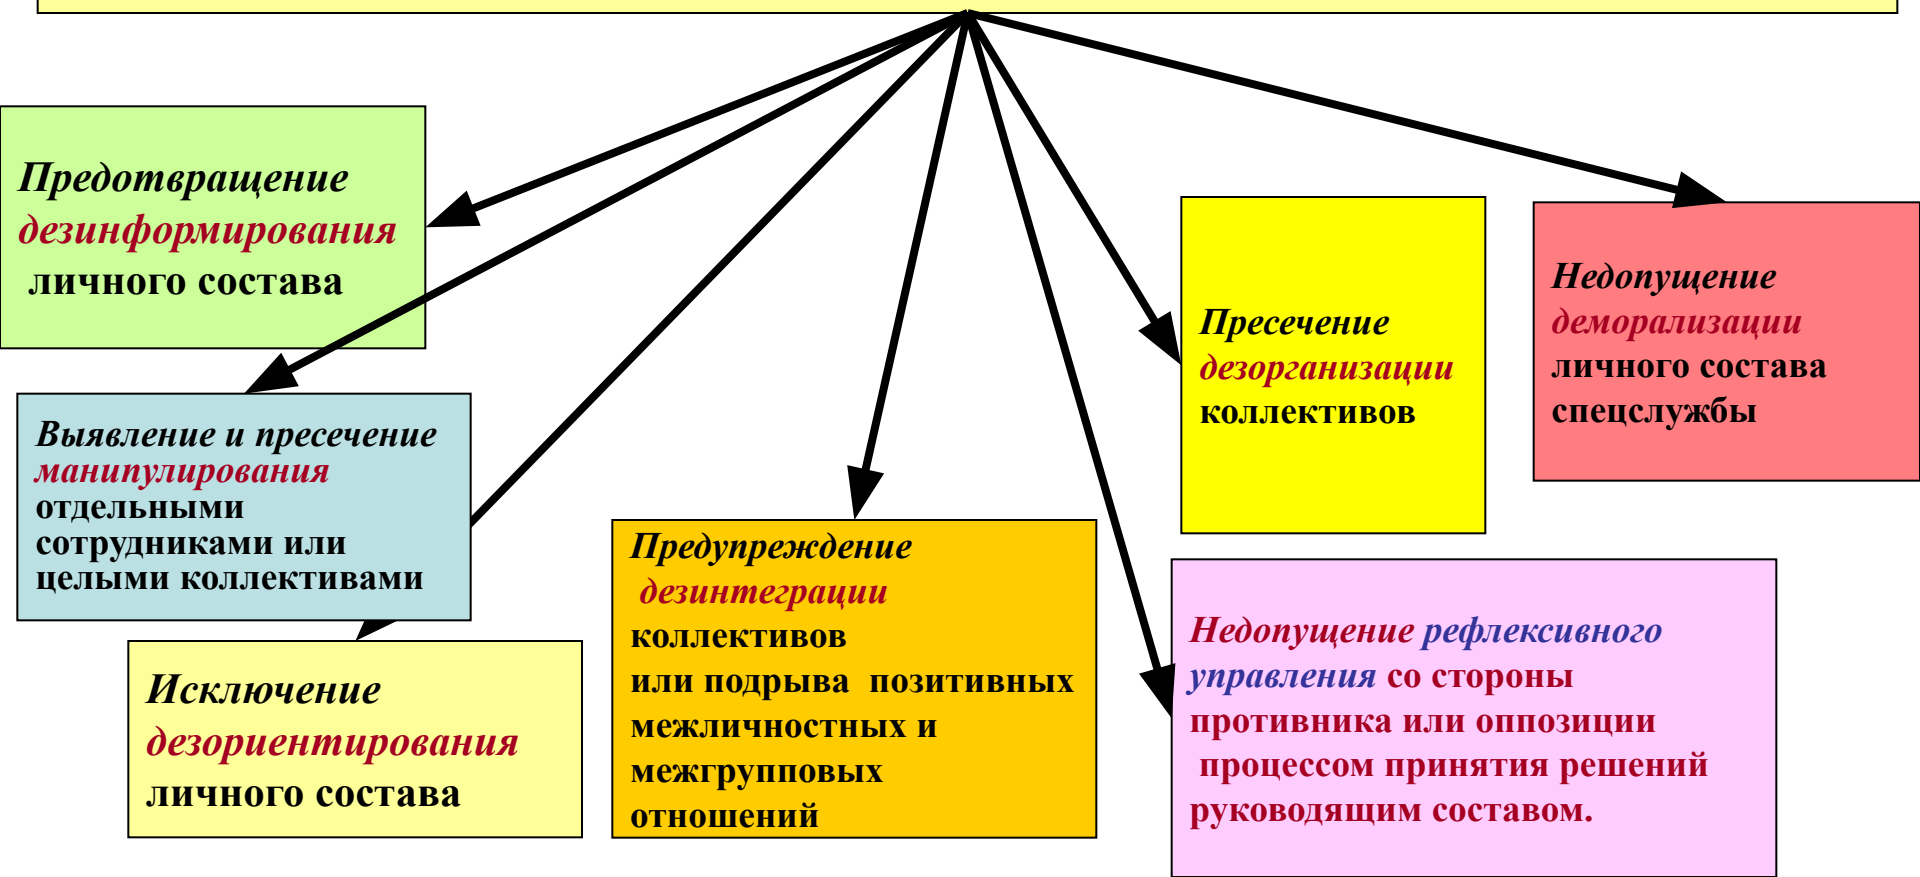 Предотвращение
дезинформирования
личного состава
Выявление и пресечение
манипулирования
отдельными
сотрудниками или
целыми коллективами
Исключение
дезориентирования
личного состава
Предупреждение
дезинтеграции
коллективов
или подрыва позитивных
межличностных и
межгрупповых
отношений
Пресечение
дезорганизации
коллективов
Недопущение рефлексивного
управления со стороны
противника или оппозиции
процессом принятия решений
руководящим составом.
Недопущение
деморализации
личного состава
спецслужбы